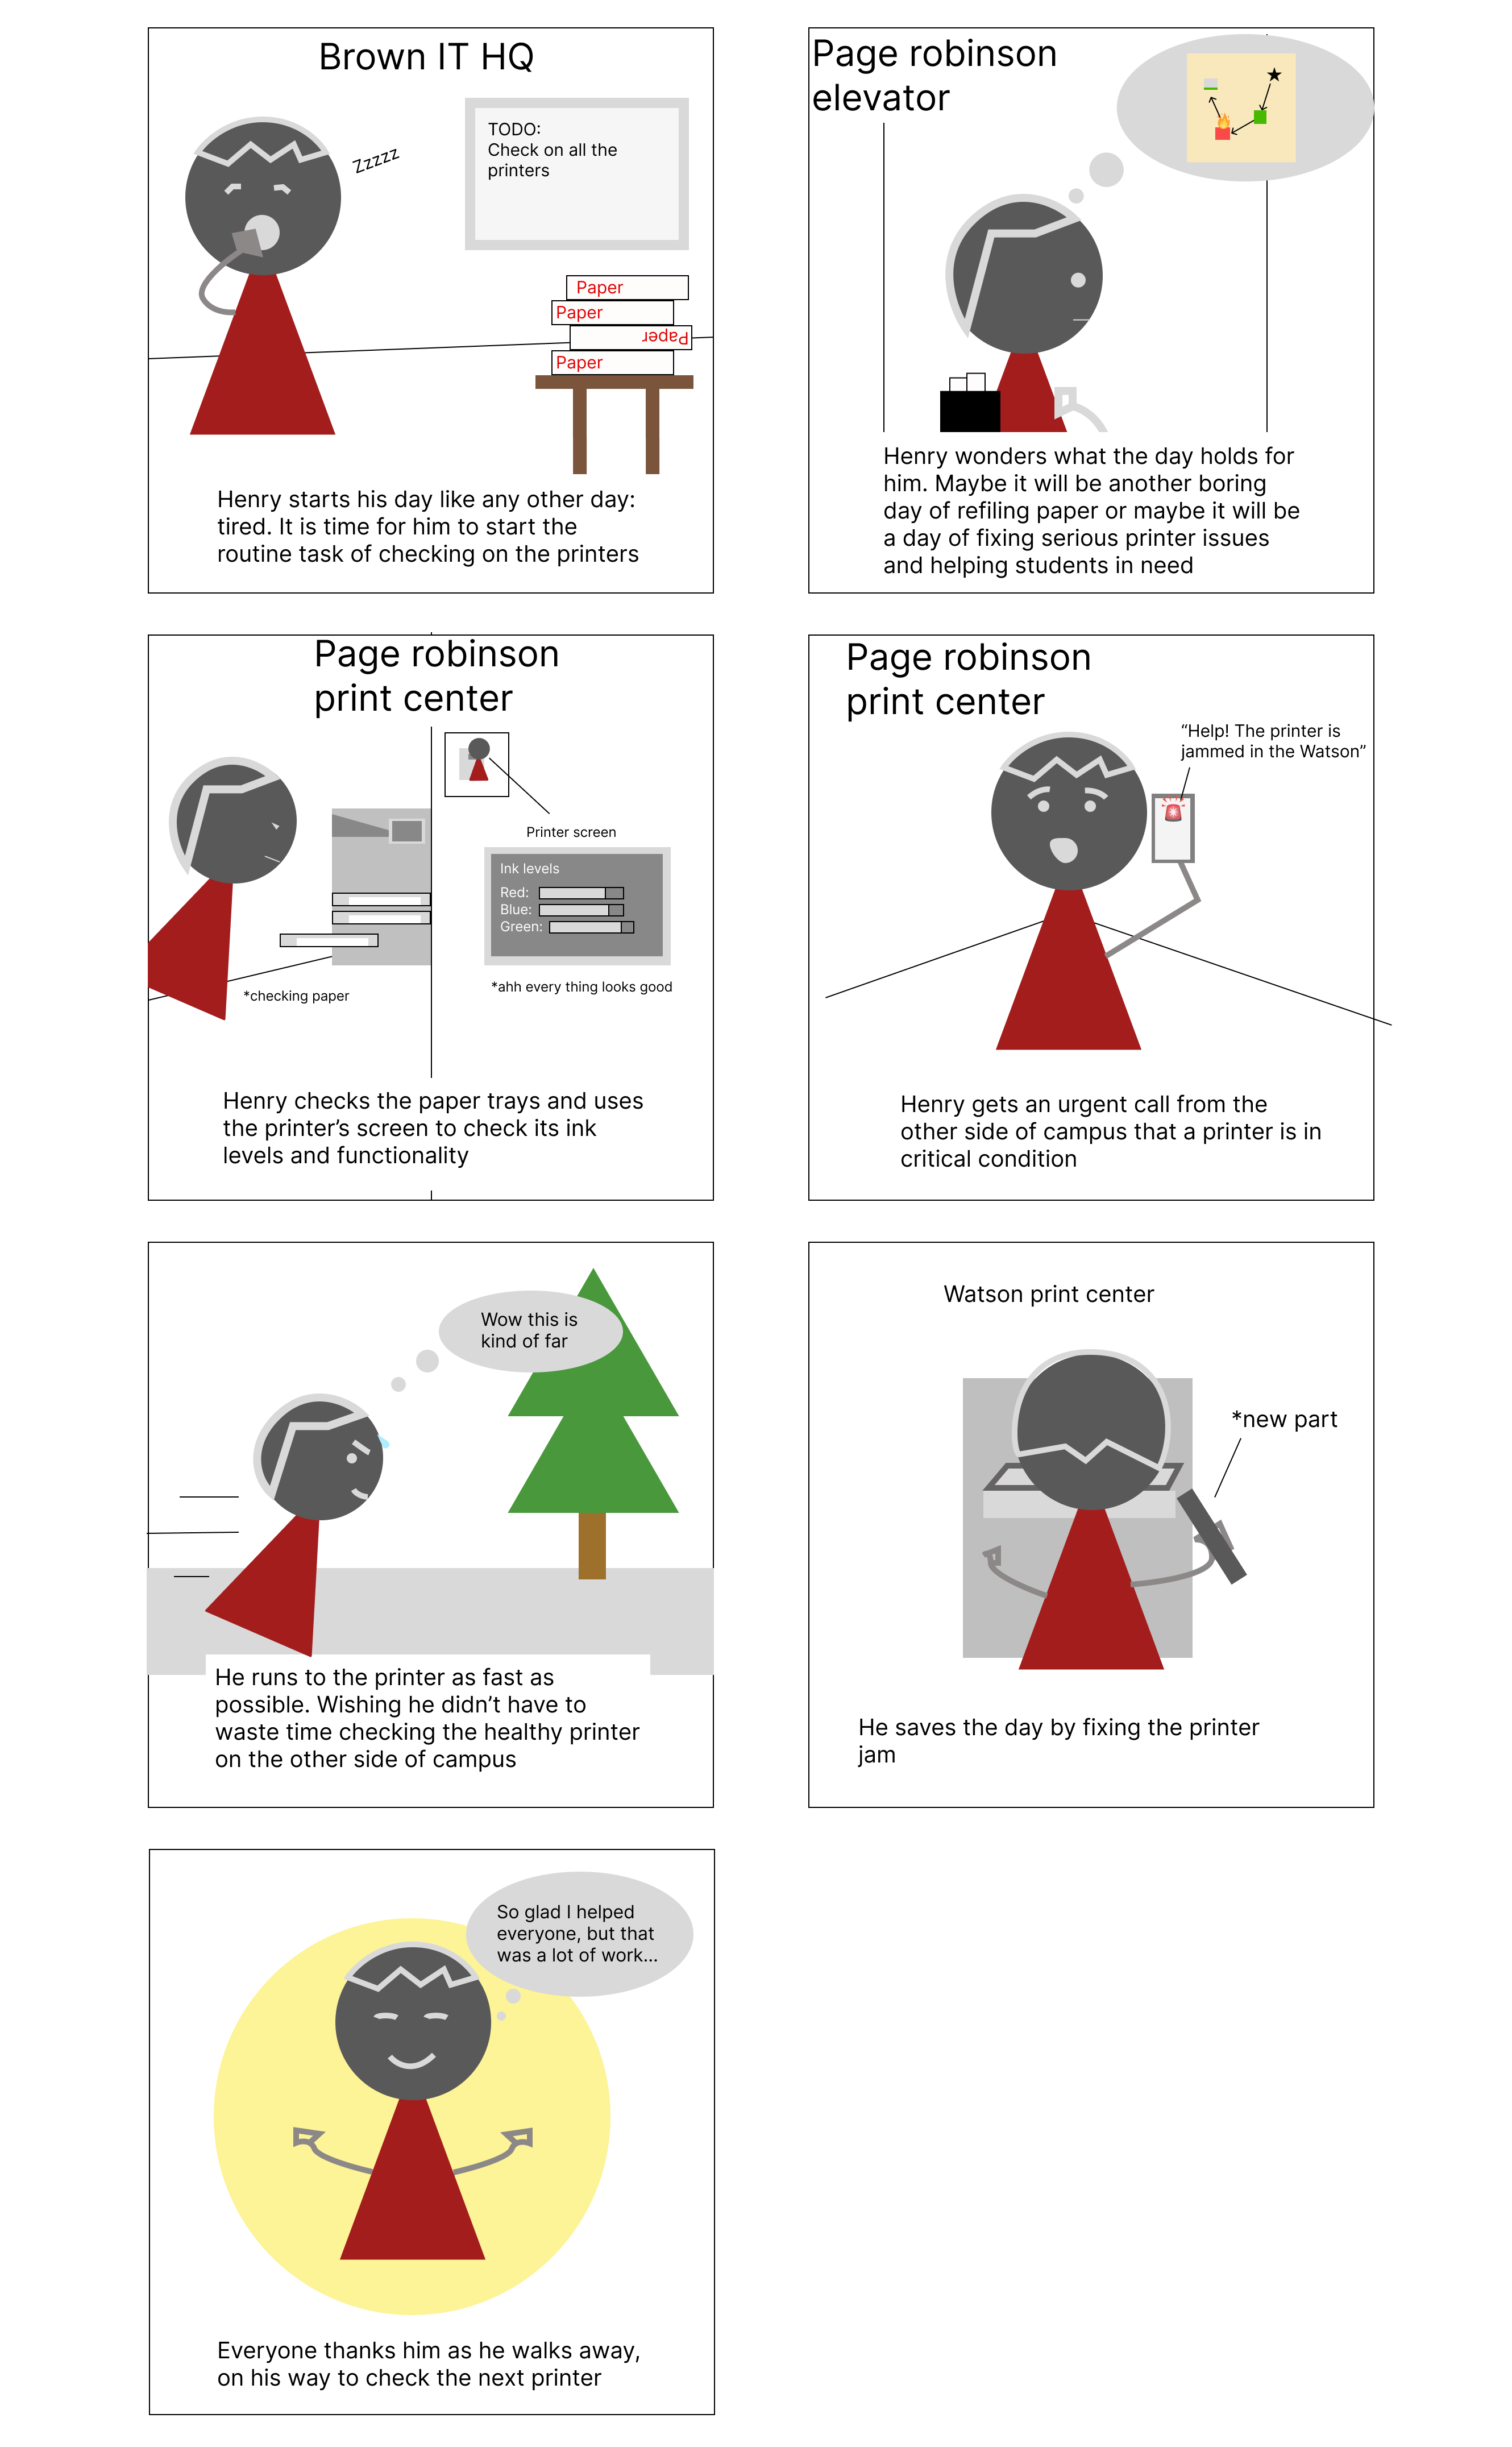 Brown IT HQ
Zzzzz
TODO:
Check on all the
printers
Paper
Paper
Paper
Paper
Henry starts his day like any other day:
tired. It is time for him to start the
routine task of checking on the printers
Page robinson
elevator
Henry wonders what the day holds for
him. Maybe it will be another boring
day of refiling paper or maybe it will be
a day of fixing serious printer issues
and helping students in need
Page robinson
print center
Printer screen
Ink levels
Red:
Blue:
Green:
*checking paper
*ahh every thing looks good
Henry checks the paper trays and uses
the printer’s screen to check its ink
levels and functionality
Page robinson
print center
“Help! The printer is
jammed in the Watson”
Henry gets an urgent call from the
other side of campus that a printer is in
critical condition
Wow this is
kind of far
He runs to the printer as fast as
possible. Wishing he didn’t have to
waste time checking the healthy printer
on the other side of campus
Watson print center
*new part
He saves the day by fixing the printer
jam
So glad I helped
everyone, but that
was a lot of work...
Everyone thanks him as he walks away,
on his way to check the next printer